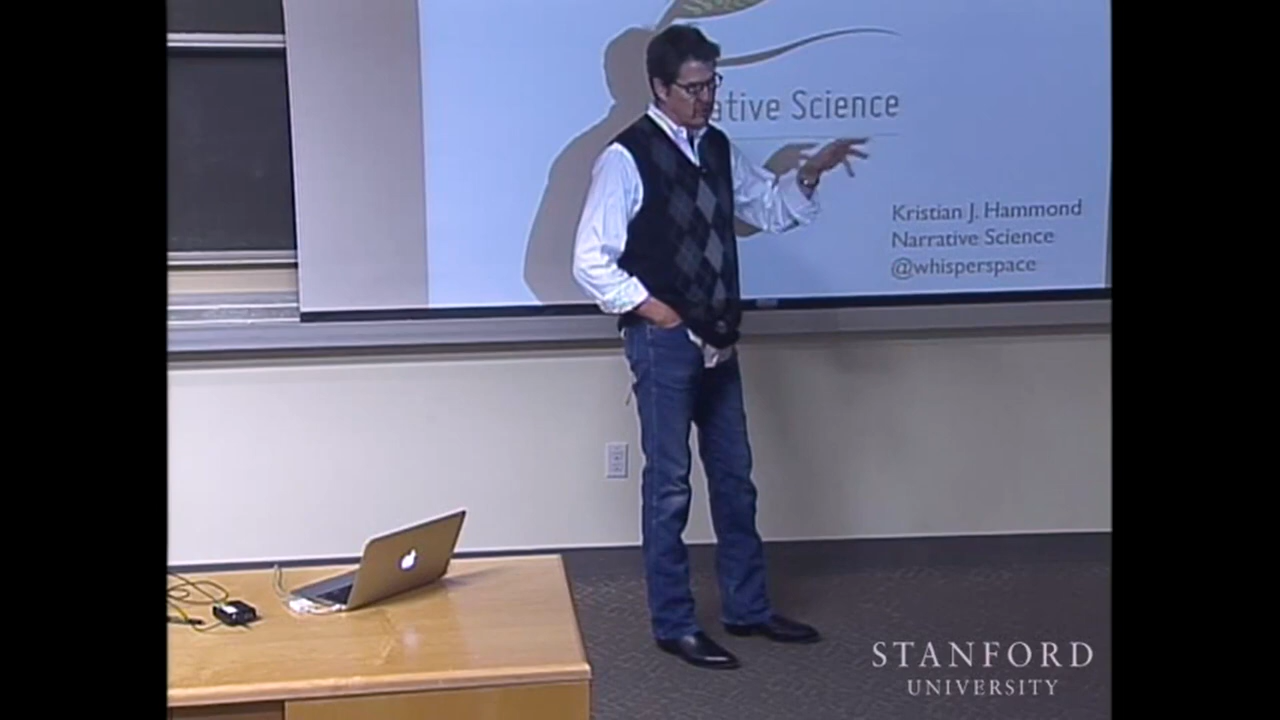 ative Science
Kristian J. Hammond
Narrative Science
@whisperspace
STANFORD
UNIVERSITY